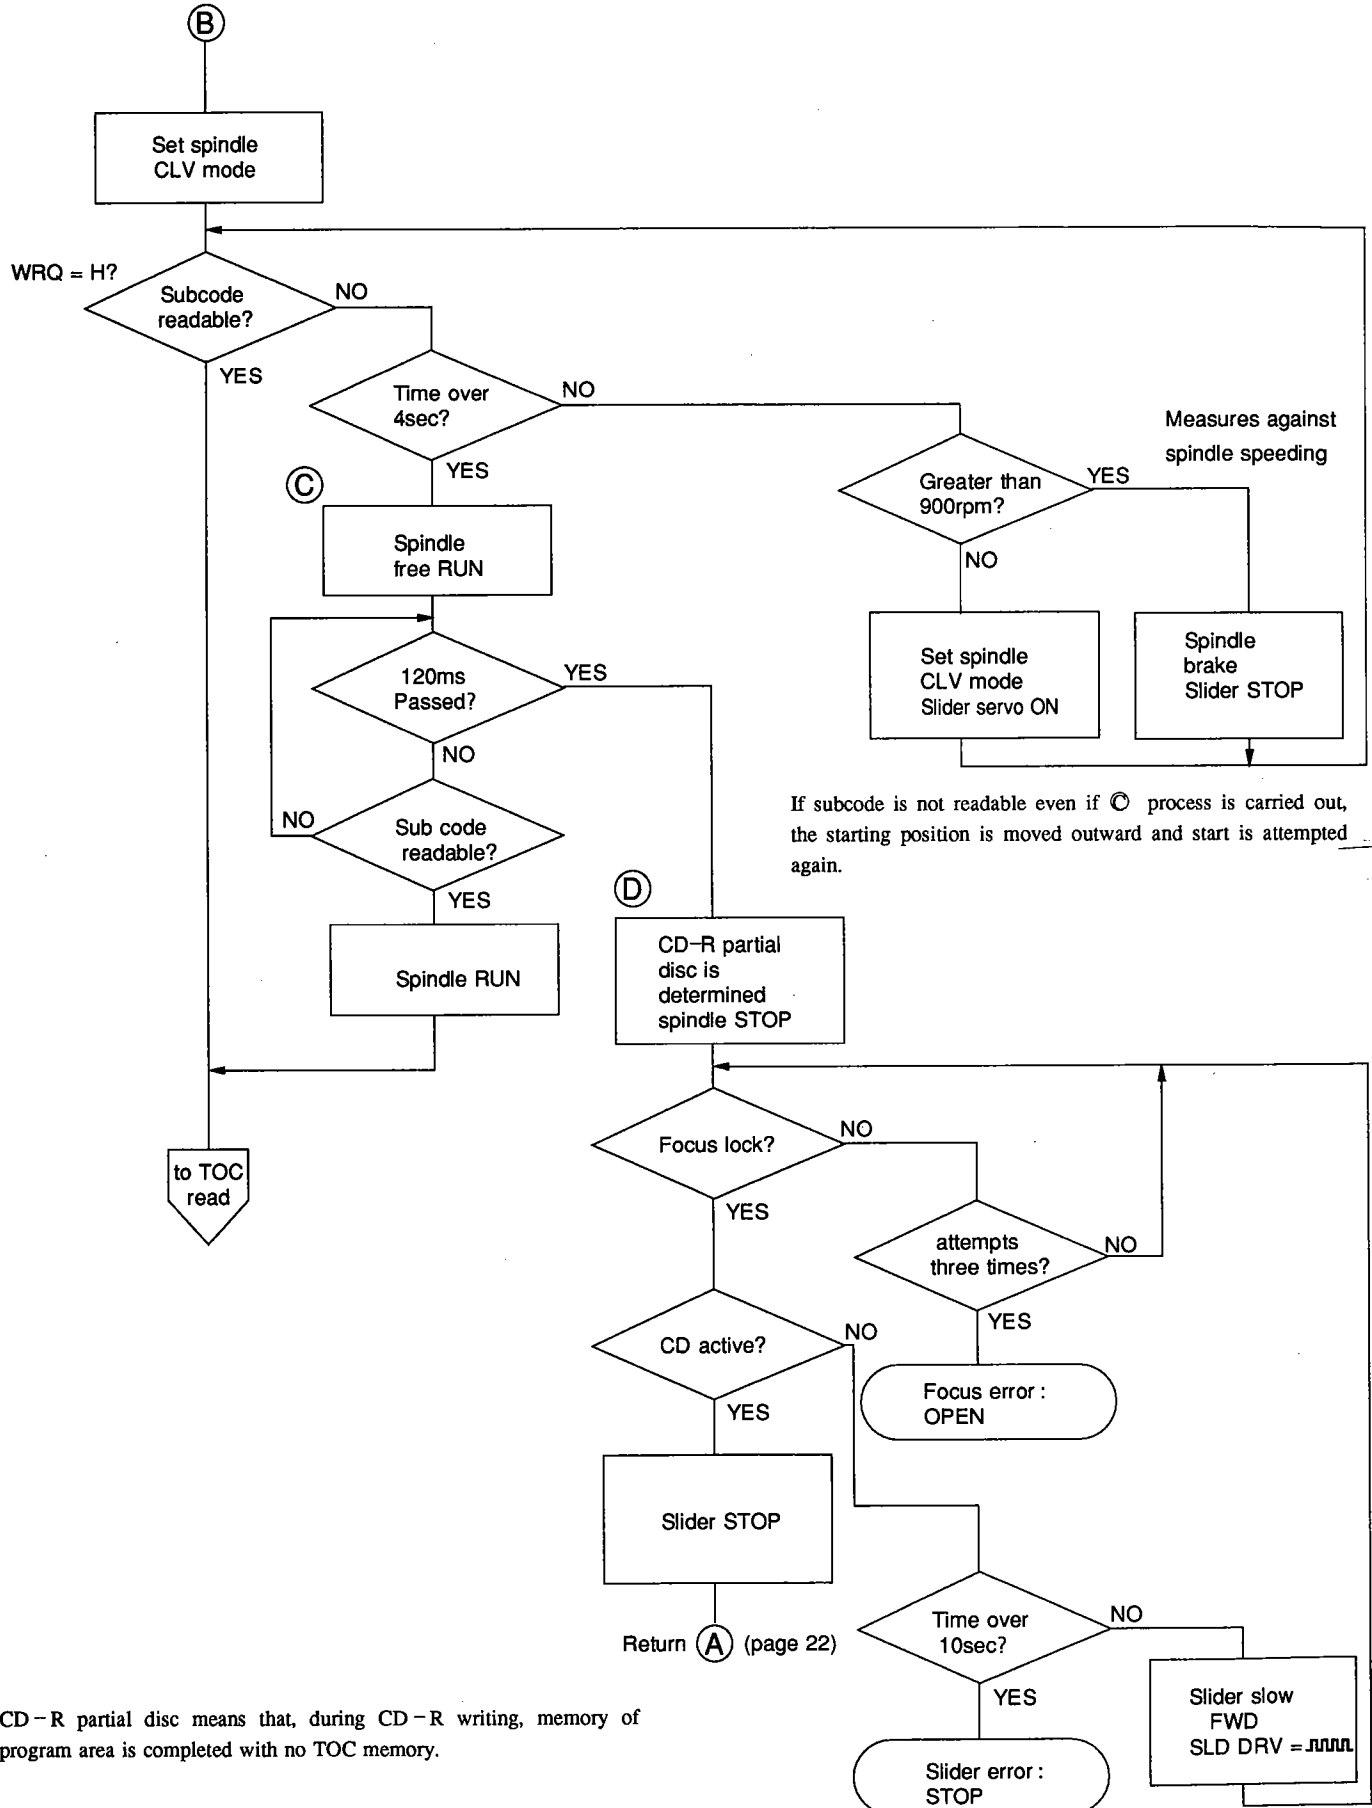 B
Set spindle
CLV mode
WRQ = H?
Subcode
readable?
NO
YES
Time over
4sec?
NO
YES
Measures against
spindle speeding
Greater than
900rpm?
YES
NO
C
Spindle
free RUN
Set spindle
CLV mode
Slider servo ON
Spindle
brake
Slider STOP
120ms
Passed?
YES
NO
If subcode is not readable even if C process is carried out,
the starting position is moved outward and start is attempted
again.
Sub code
readable?
NO
YES
D
CD-R partial
disc is
determined
spindle STOP
Spindle RUN
Focus lock?
NO
YES
to TOC
read
attempts
three times?
NO
YES
CD active?
NO
YES
Focus error :
OPEN
Slider STOP
Return A (page 22)
Time over
10sec?
NO
YES
Slider slow
FWD
SLD DRV =
CD-R partial disc means that, during CD-R writing, memory of
program area is completed with no TOC memory.
Slider error :
STOP